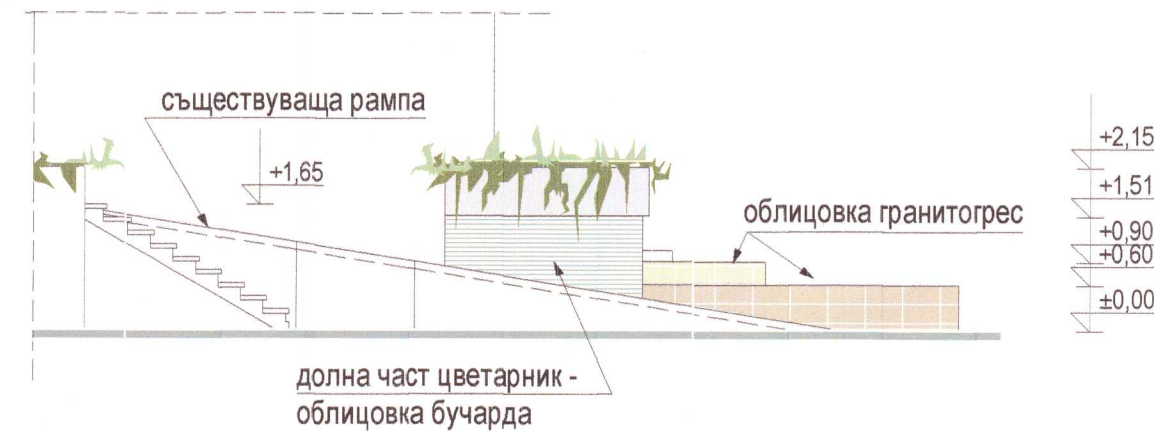 съществуваща рампа
+1,65
+2,15
+1,51
облицовка гранитогрес
+0,90
+0,60
±0,00
долна част цветарник -
облицовка бучарда